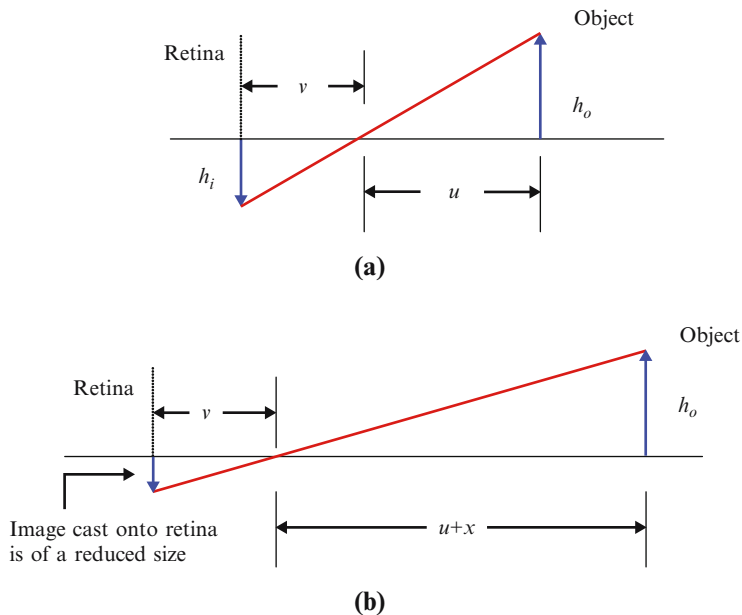 Object
Retina
v
h_o
h_i
u
(a)
Object
Retina
v
h_o
Image cast onto retina
is of a reduced size
u+x
(b)